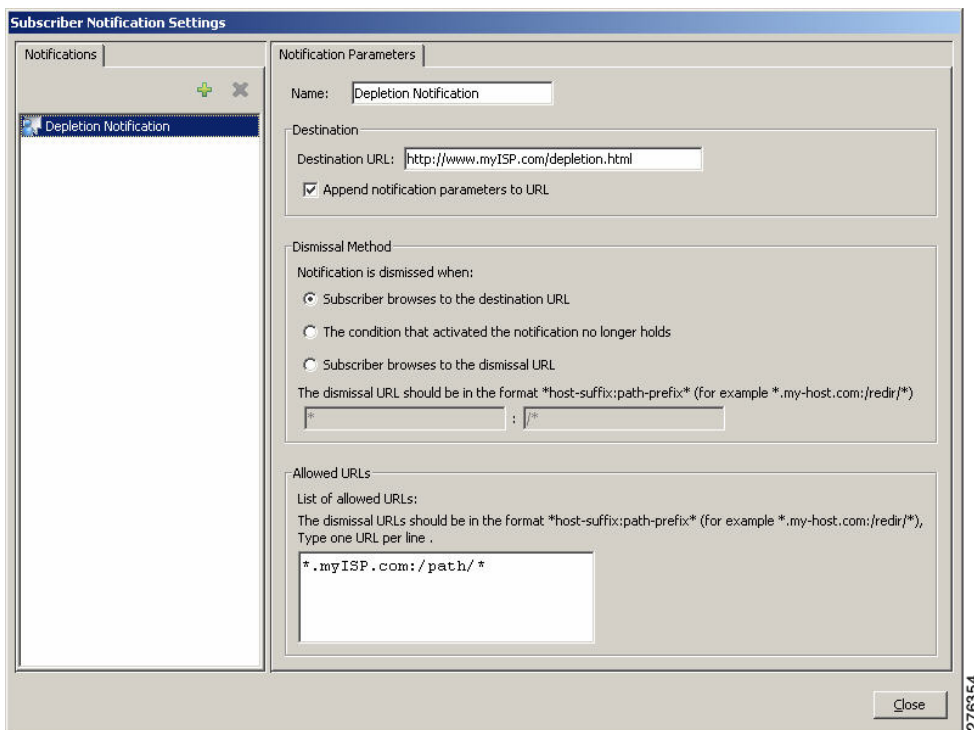 Subscriber Notification Settings
Notifications
Depletion Notification
Notification Parameters
Name: Depletion Notification
Destination
Destination URL: http://www.myISP.com/depletion.html
Append notification parameters to URL
Dismissal Method
Notification is dismissed when:
Subscriber browses to the destination URL
The condition that activated the notification no longer holds
Subscriber browses to the dismissal URL
The dismissal URL should be in the format *host-suffix:path-prefix* (for example *.my-host.com:/redir/*)
* : /*
Allowed URLs
List of allowed URLs:
The dismissal URLs should be in the format *host-suffix:path-prefix* (for example *.my-host.com:/redir/*),
Type one URL per line .
*.myISP.com:/path/*
Close
276354